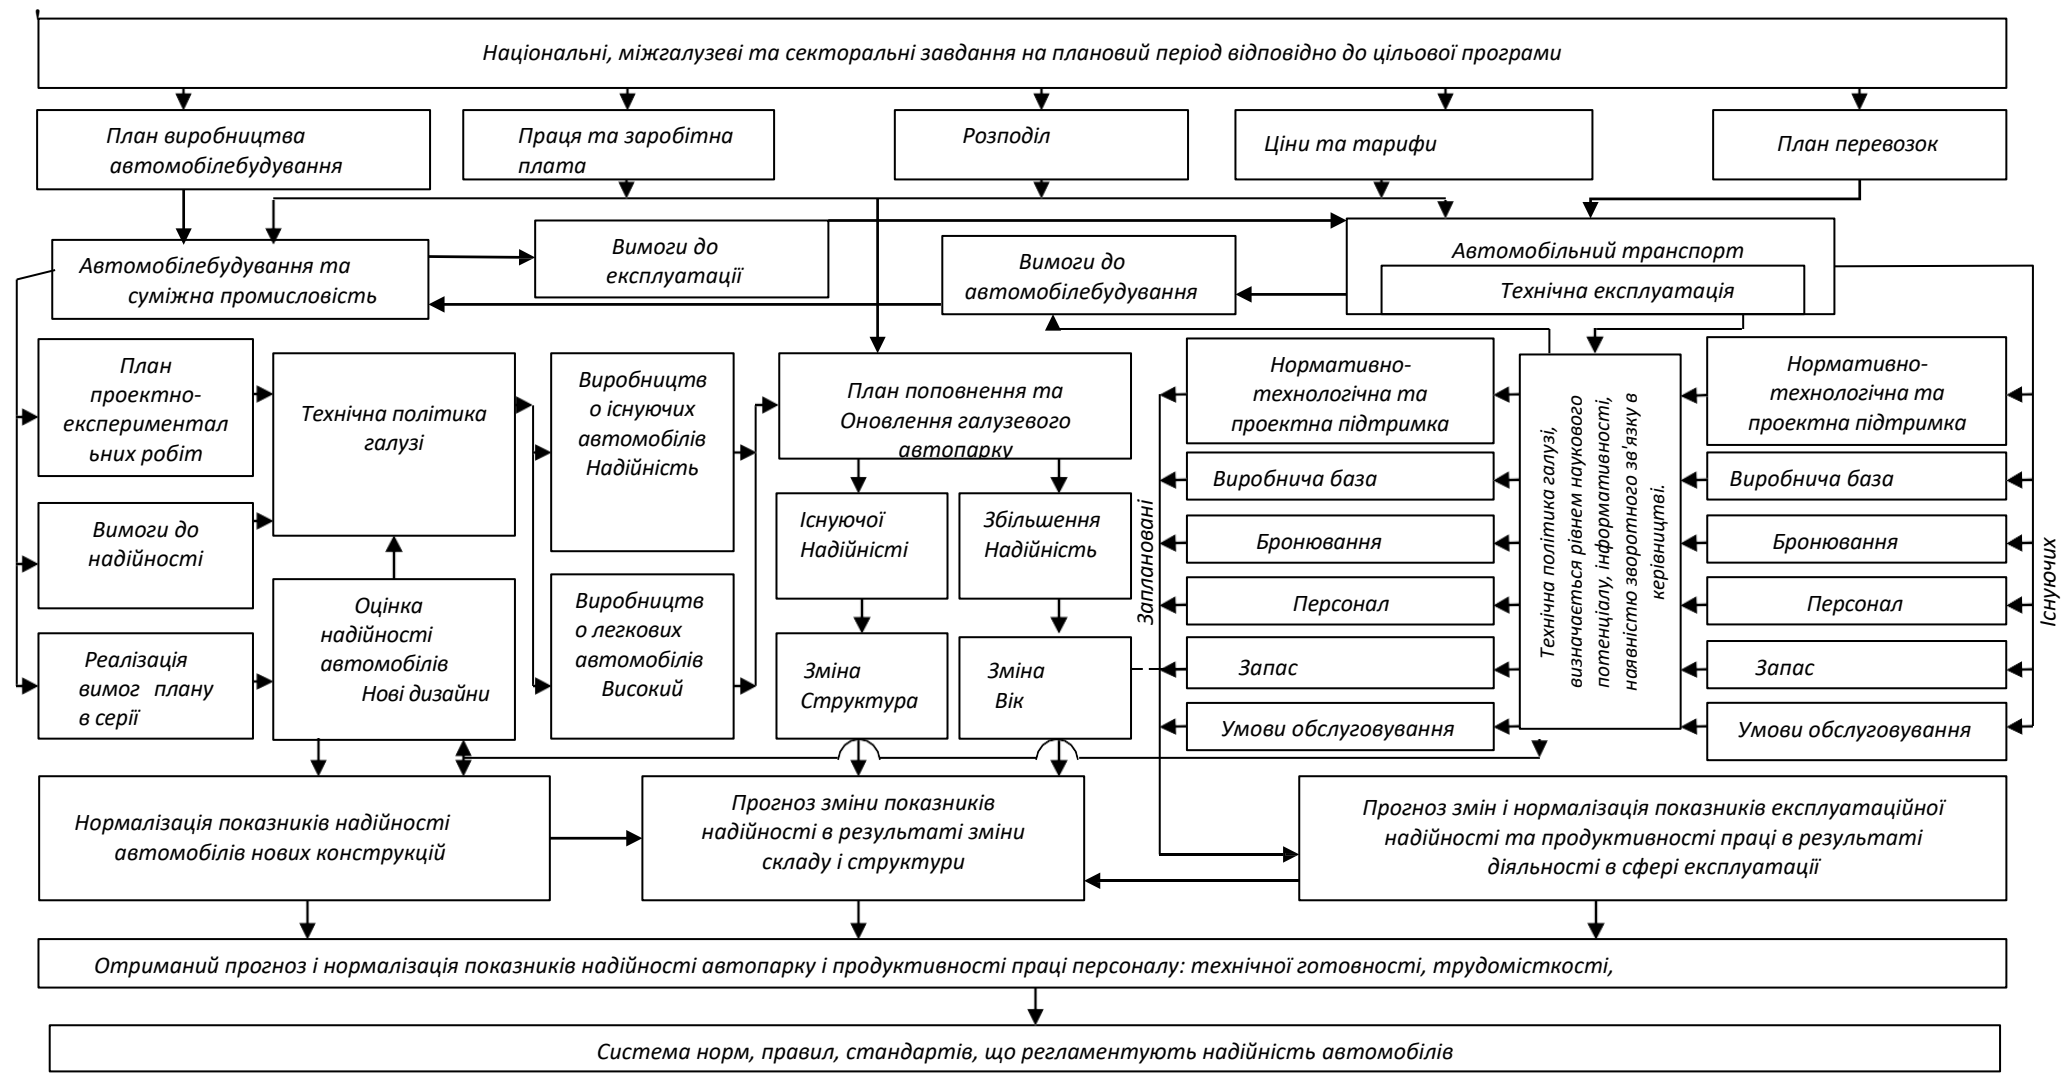 Національні, міжгалузеві та секторальні завдання на плановий період відповідно до цільової програми
План виробництва
автомобілебудування
Праця та заробітна
плата
Розподіл
Ціни та тарифи
План перевозок
Автомобілебудування та
суміжна промисловість
Вимоги до
експлуатації
Вимоги до
автомобілебудування
Автомобільний транспорт
Технічна експлуатація
План
проектно-
експериментал
ьних робіт
Вимоги до
надійності
Реалізація
вимог плану
в серії
Технічна політика
галузі
Оцінка
надійності
автомобілів
Нові дизайни
Виробництв
о існуючих
автомобілів
Надійність
Виробництв
о легкових
автомобілів
Високий
План поповнення та
Оновлення галузевого
автопарку
Існуючої
Надійністі
Збільшення
Надійність
Зміна
Структура
Зміна
Вік
Заплановані
Нормативно-
технологічна та
проектна підтримка
Виробнича база
Бронювання
Персонал
Запас
Умови обслуговування
Технічна політика галузі,
визначається рівнем наукового
потенціалу, інформативності,
наявністю зворотного зв'язку в
керівництві.
Нормативно-
технологічна та
проектна підтримка
Виробнича база
Бронювання
Персонал
Запас
Умови обслуговування
Існуючих
Нормалізація показників надійності
автомобілів нових конструкцій
Прогноз зміни показників
надійності в результаті зміни
складу і структури
Прогноз змін і нормалізація показників експлуатаційної
надійності та продуктивності праці в результаті
діяльності в сфері експлуатації
Отриманий прогноз і нормалізація показників надійності автопарку і продуктивності праці персоналу: технічної готовності, трудомісткості,
Система норм, правил, стандартів, що регламентують надійність автомобілів